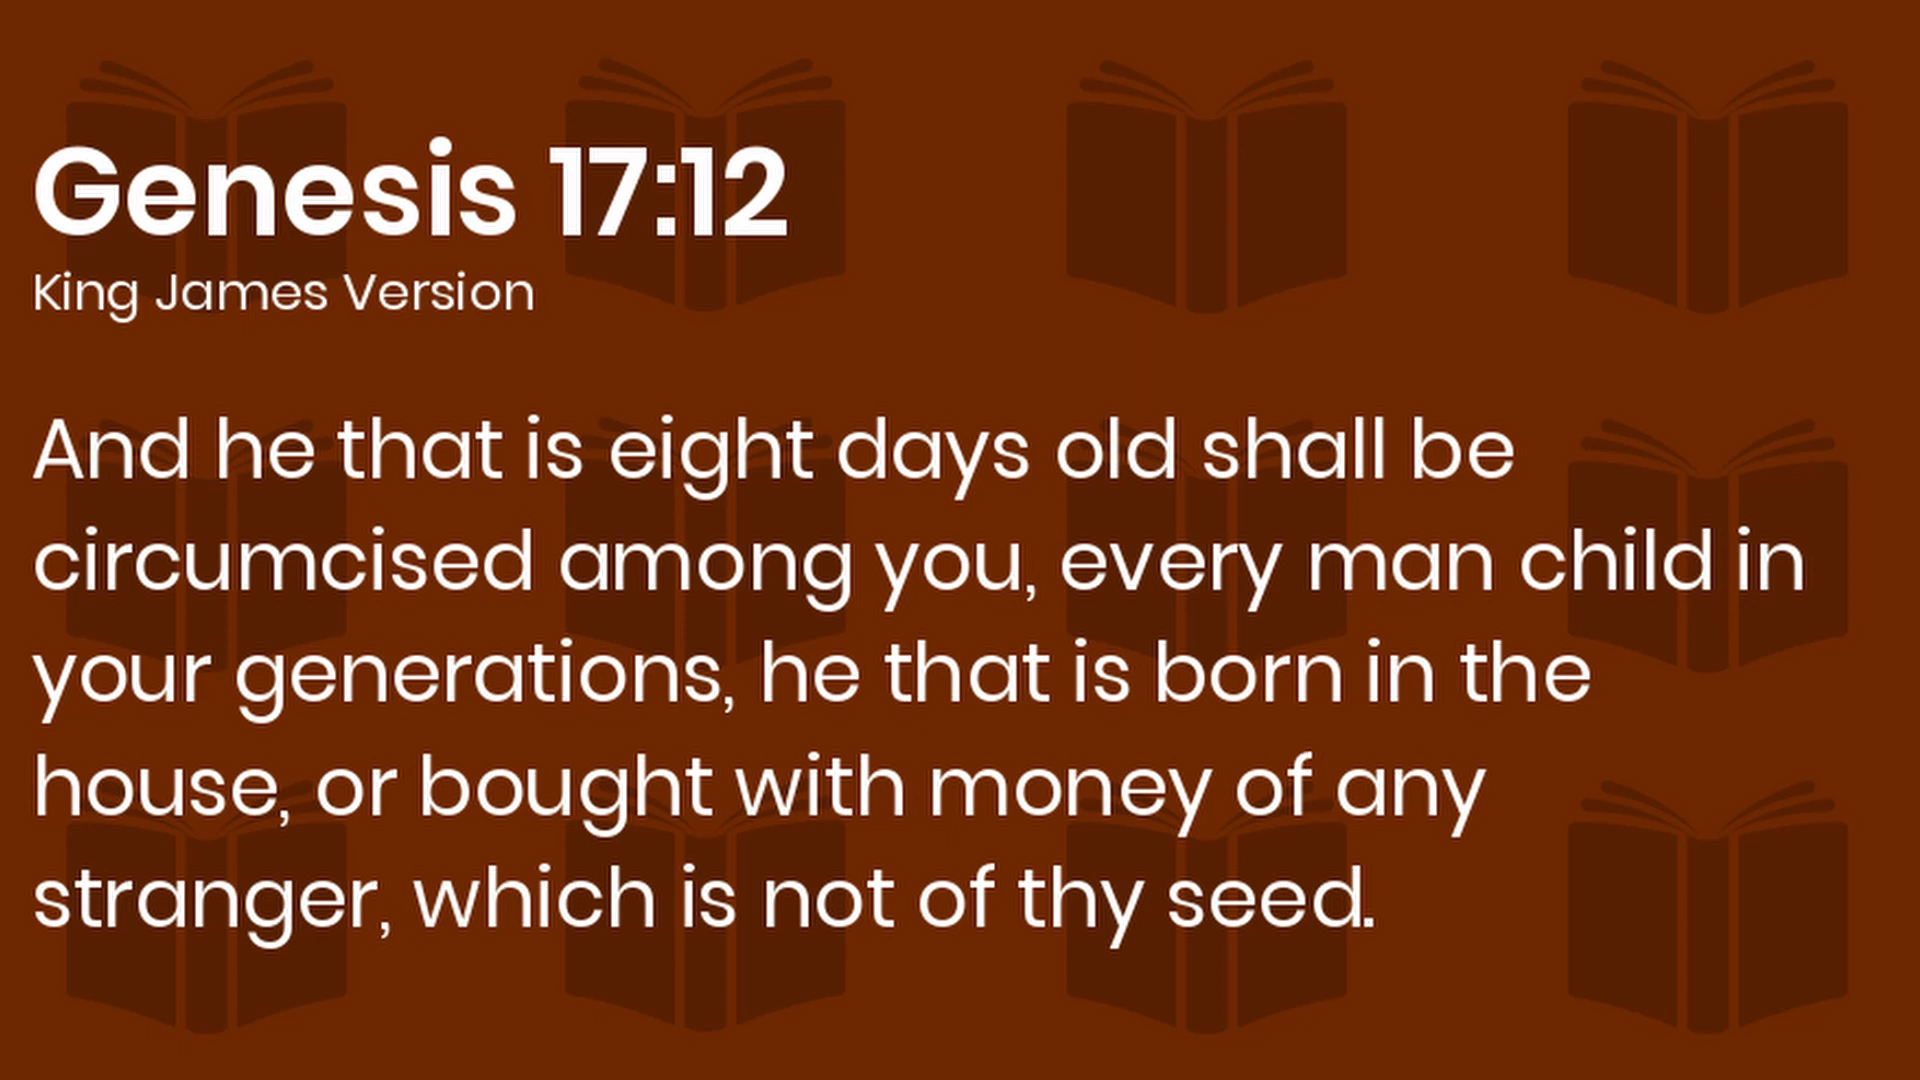 Genesis 17:12
King James Version
And he that is eight days old shall be
circumcised among you, every man child in
your generations, he that is born in the
house, or bought with money of any
stranger, which is not of thy seed.